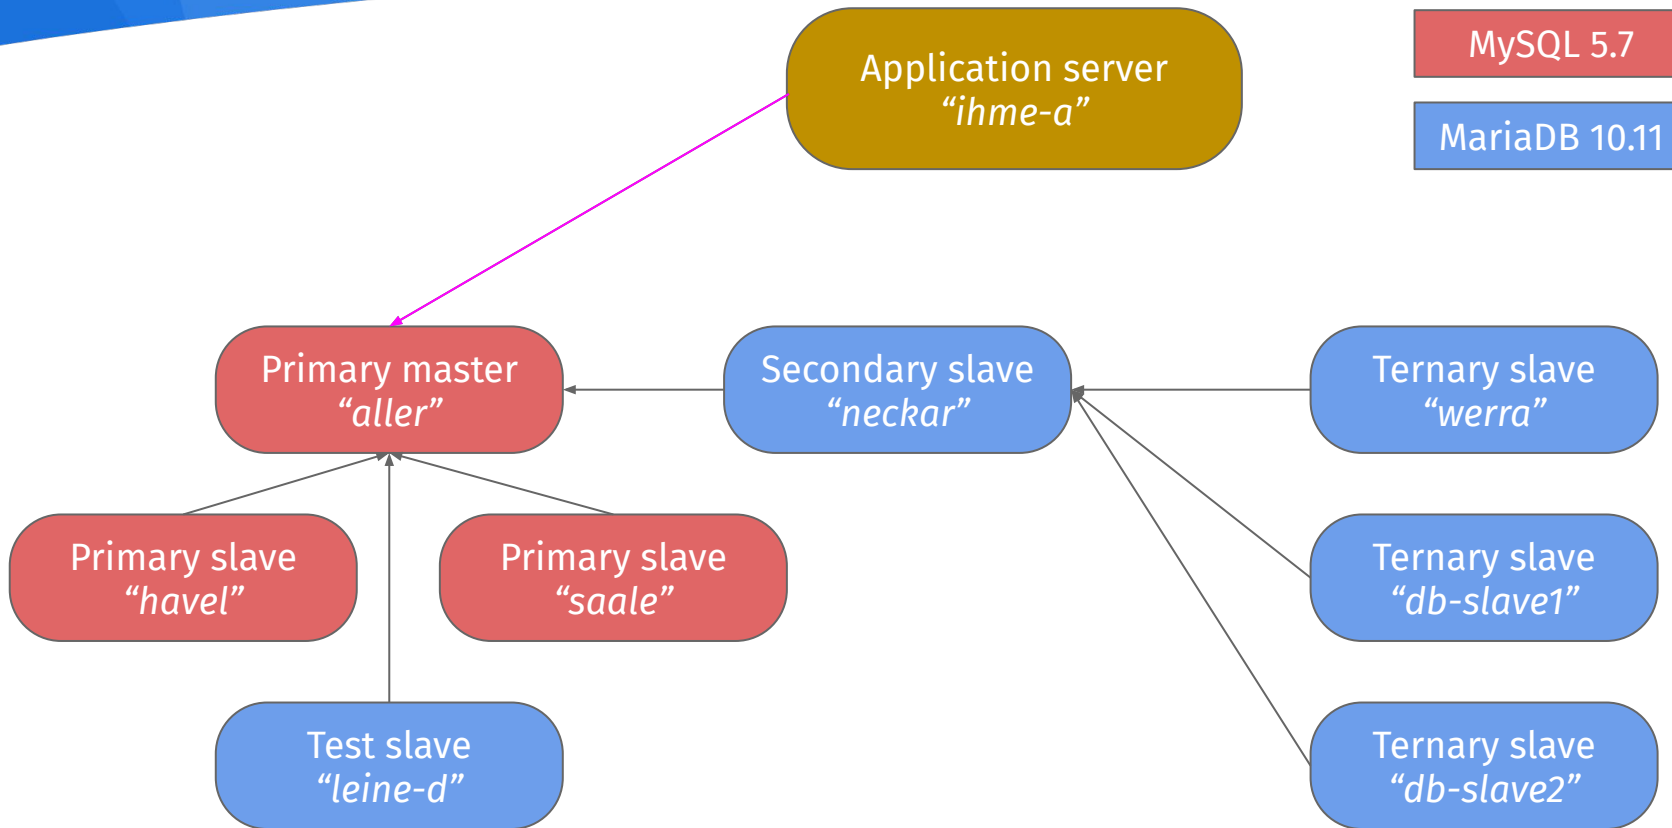 Application server
“ihme-a”
MySQL 5.7
MariaDB 10.11
Primary master
“aller”
Secondary slave
“neckar”
Ternary slave
“werra”
Primary slave
“havel”
Primary slave
“saale”
Ternary slave
“db-slave1”
Test slave
“leine-d”
Ternary slave
“db-slave2”